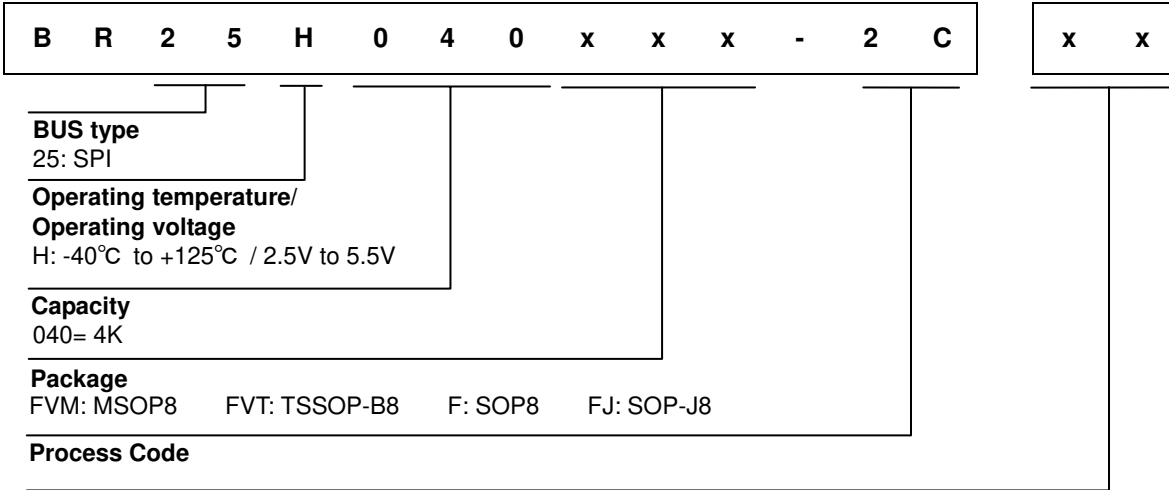 B R 2 5 H 0 4 0 x x x - 2 C x x
BUS type
25: SPI
Operating temperature/
Operating voltage
H: -40℃ to +125℃ / 2.5V to 5.5V
Capacity
040= 4K
Package
FVM: MSOP8 FVT: TSSOP-B8 F: SOP8 FJ: SOP-J8
Process Code